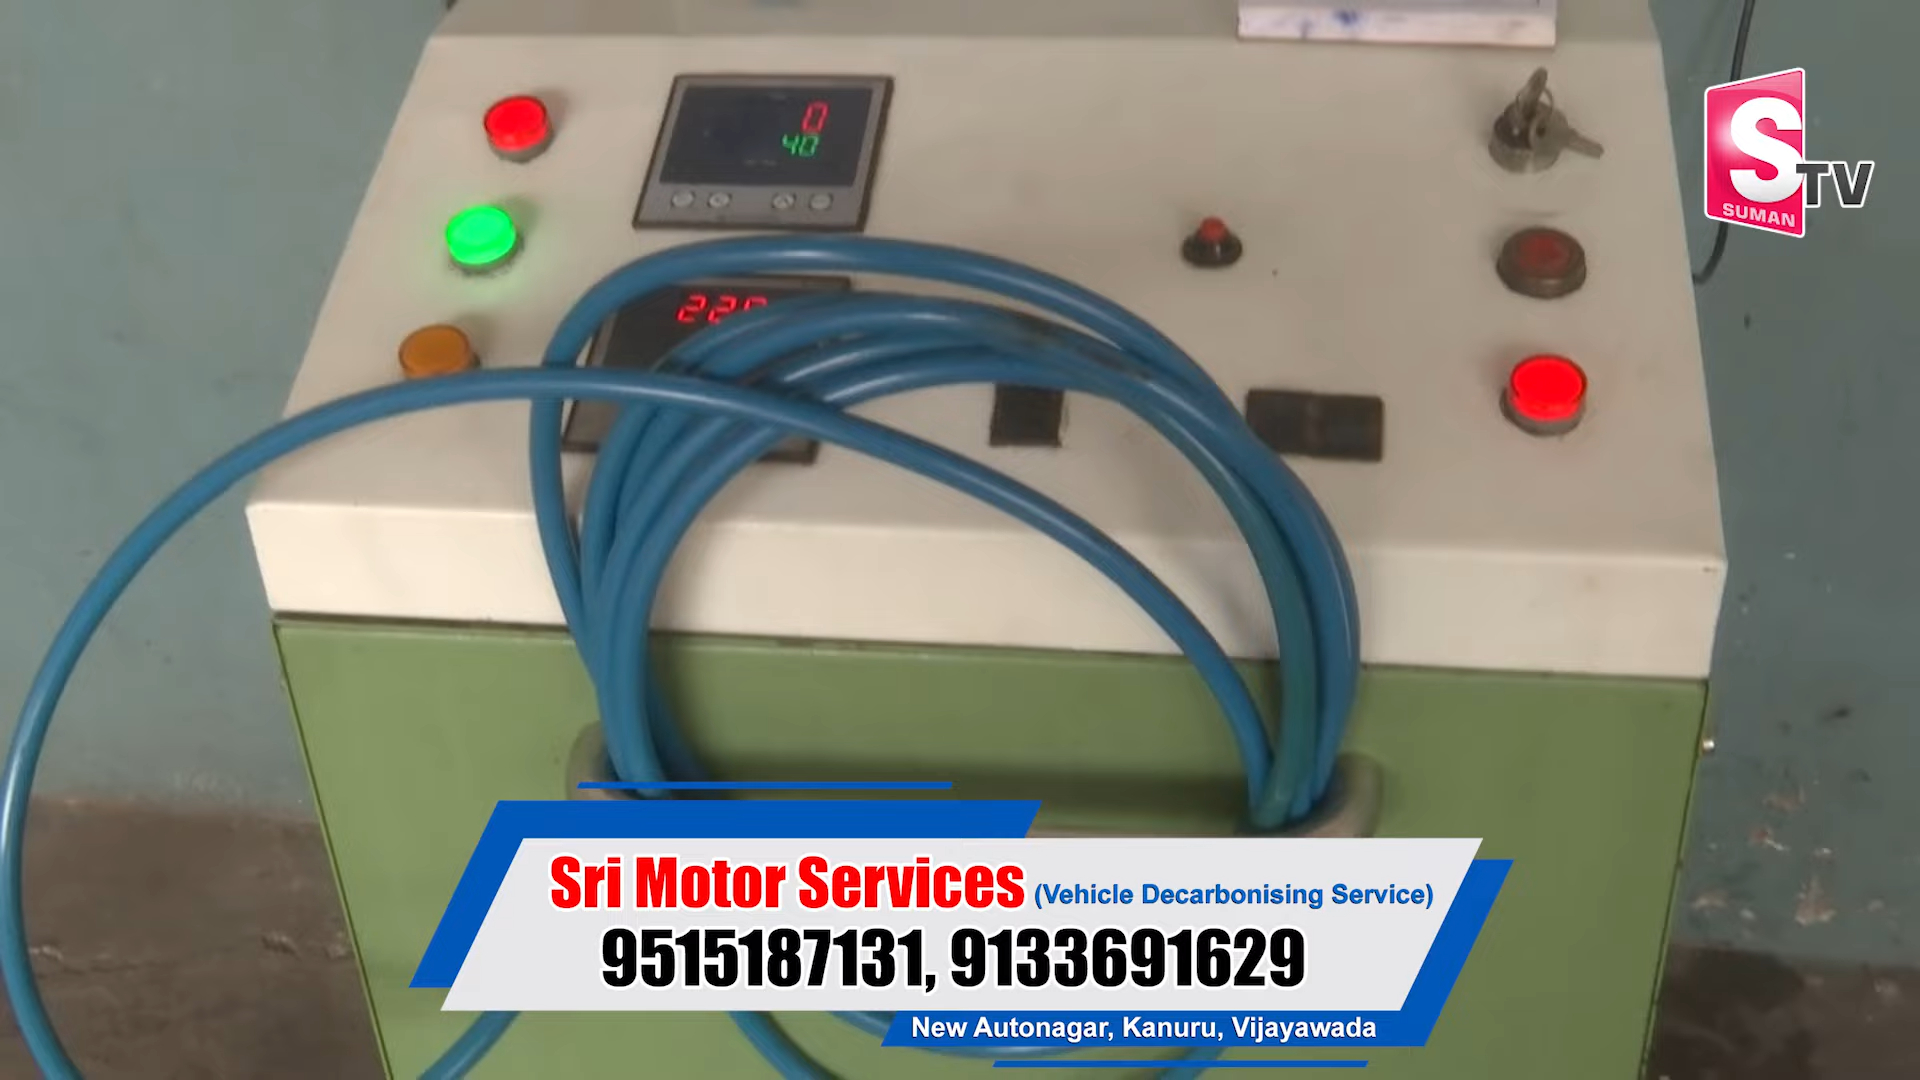 0
40
S
TV
SUMAN
Sri Motor Services (Vehicle Decarbonising Service)
9515187131, 9133691629
New Autonagar, Kanuru, Vijayawada